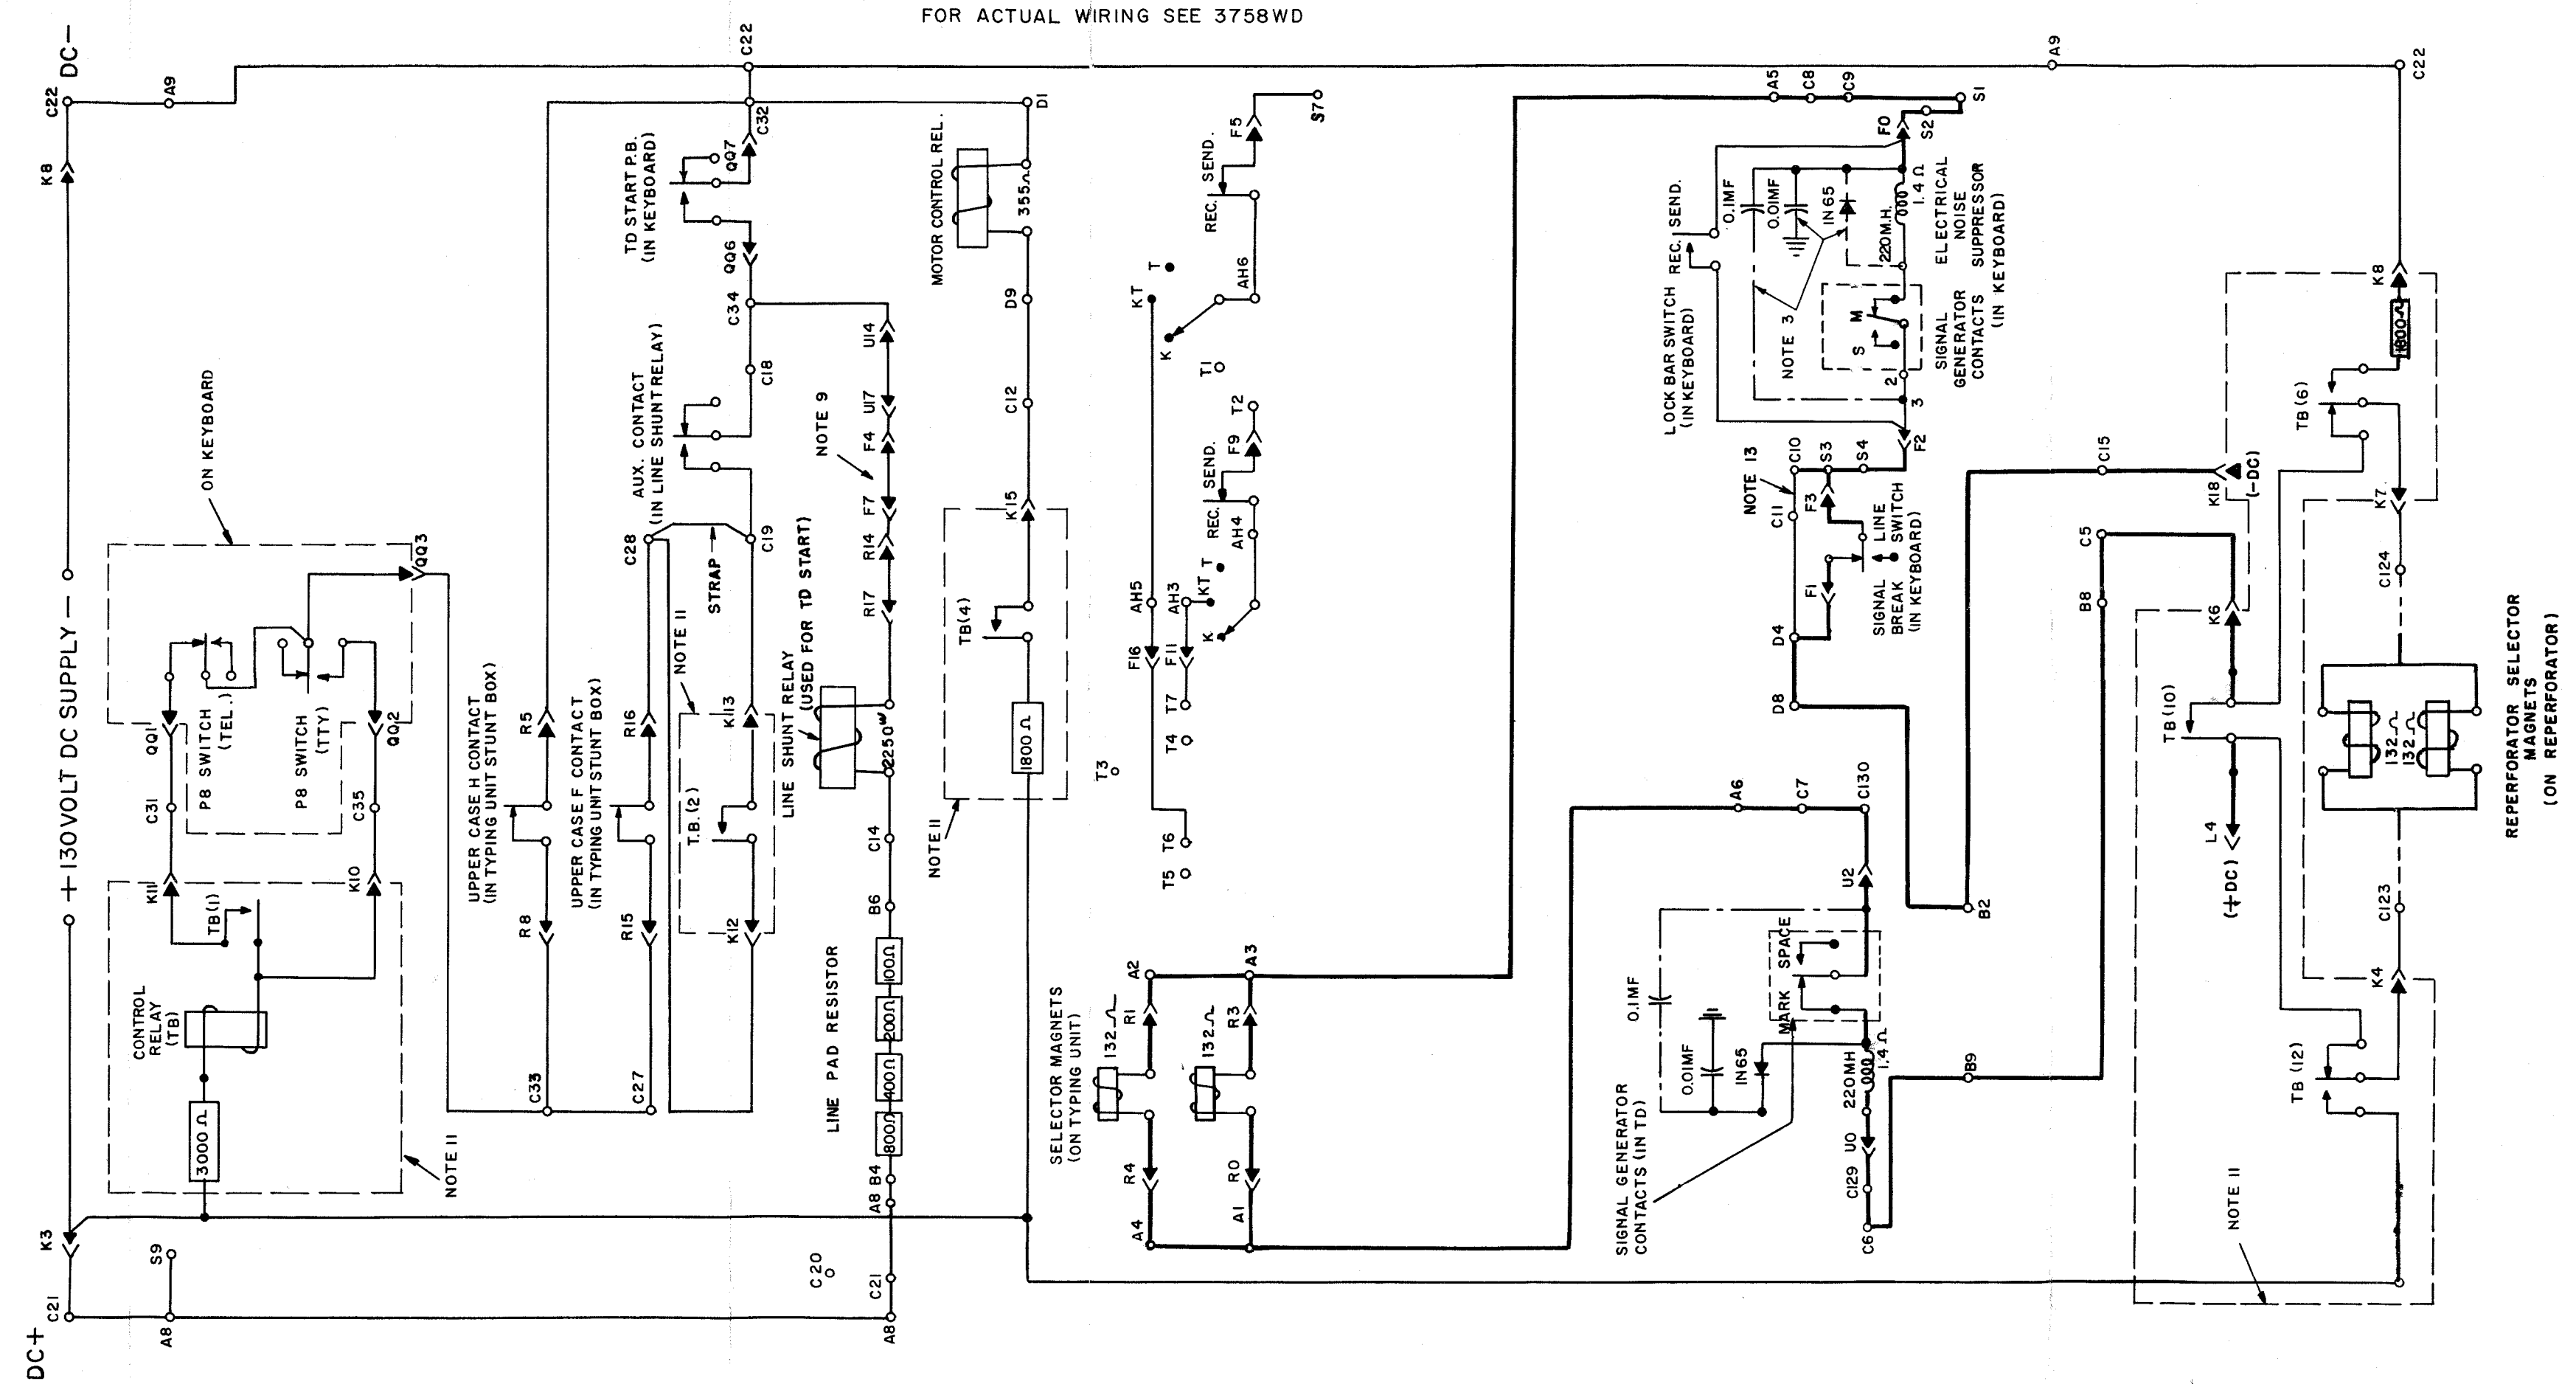 FOR ACTUAL WIRING SEE 3758WD
DC-
C22
A9
K8
+130VOLT DC SUPPLY -
K3
C21
DC+
S9
A8
ON KEYBOARD
QQ3
QQ1
P8 SWITCH
(TEL.)
P8 SWITCH
(TTY)
QQ2
C31
C35
K11
K10
TB(1)
CONTROL
RELAY
(TB)
3000 Ω
NOTE 11
C22
C32
QQ7
TD START P.B.
(IN KEYBOARD)
QQ6
C34
C18
AUX. CONTACT
(IN LINE SHUNT RELAY)
C28
C19
STRAP
NOTE 11
UPPER CASE H CONTACT
(IN TYPING UNIT STUNT BOX)
R5
R8
C33
UPPER CASE F CONTACT
(IN TYPING UNIT STUNT BOX)
R16
R15
C27
T.B.(2)
K13
K12
LINE SHUNT RELAY
(USED FOR TD START)
2250
U14
U17
F4
NOTE 9
F7
R14
R17
C14
B6
LINE PAD RESISTOR
100Ω
200Ω
400Ω
800Ω
B4
A8
C20
C21
A8
MOTOR CONTROL REL.
D1
355Ω
D9
C12
K15
TB(4)
1800 Ω
NOTE 11
S7
F5
REC. SEND.
AH6
T
KT
K
T1
T2
F9
REC. SEND.
AH4
T
KT
K
AH5
AH3
F16
F11
T7
T4
T3
T6
T5
SELECTOR MAGNETS
(ON TYPING UNIT)
A2
A3
R1
R3
132Ω
132Ω
R4
R0
A4
A1
A5
C8
C9
S1
S2
F0
LOCK BAR SWITCH REC. SEND.
(IN KEYBOARD)
0.1MF
0.01MF
IN65
220M.H.
1.4 Ω
ELECTRICAL
NOISE
SUPPRESSOR
NOTE 3
S
M
SIGNAL
GENERATOR
CONTACTS
(IN KEYBOARD)
2
3
F2
NOTE 13
C10
S3
S4
C11
F3
LINE
SWITCH
SIGNAL
BREAK
(IN KEYBOARD)
F1
D4
D8
B2
A6
C7
C130
U2
0.1MF
MARK SPACE
0.01MF
IN65
220MH
1.4 Ω
SIGNAL GENERATOR
CONTACTS (IN TD)
U0
C129
C6
B9
A9
C22
K8
1800Ω
TB(6)
C15
K18
(-DC)
K7
C5
B8
K6
C124
TB(10)
L4
(+DC)
132Ω
132Ω
REPERFORATOR SELECTOR
MAGNETS
(ON REPERFORATOR)
C123
K4
TB(12)
NOTE 11